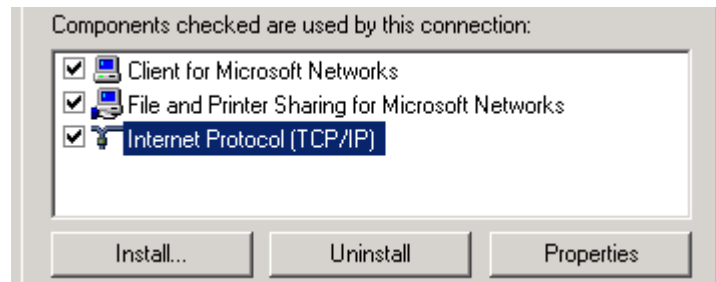 Components checked are used by this connection:
Client for Microsoft Networks
File and Printer Sharing for Microsoft Networks
Internet Protocol (TCP/IP)
Install... Uninstall Properties